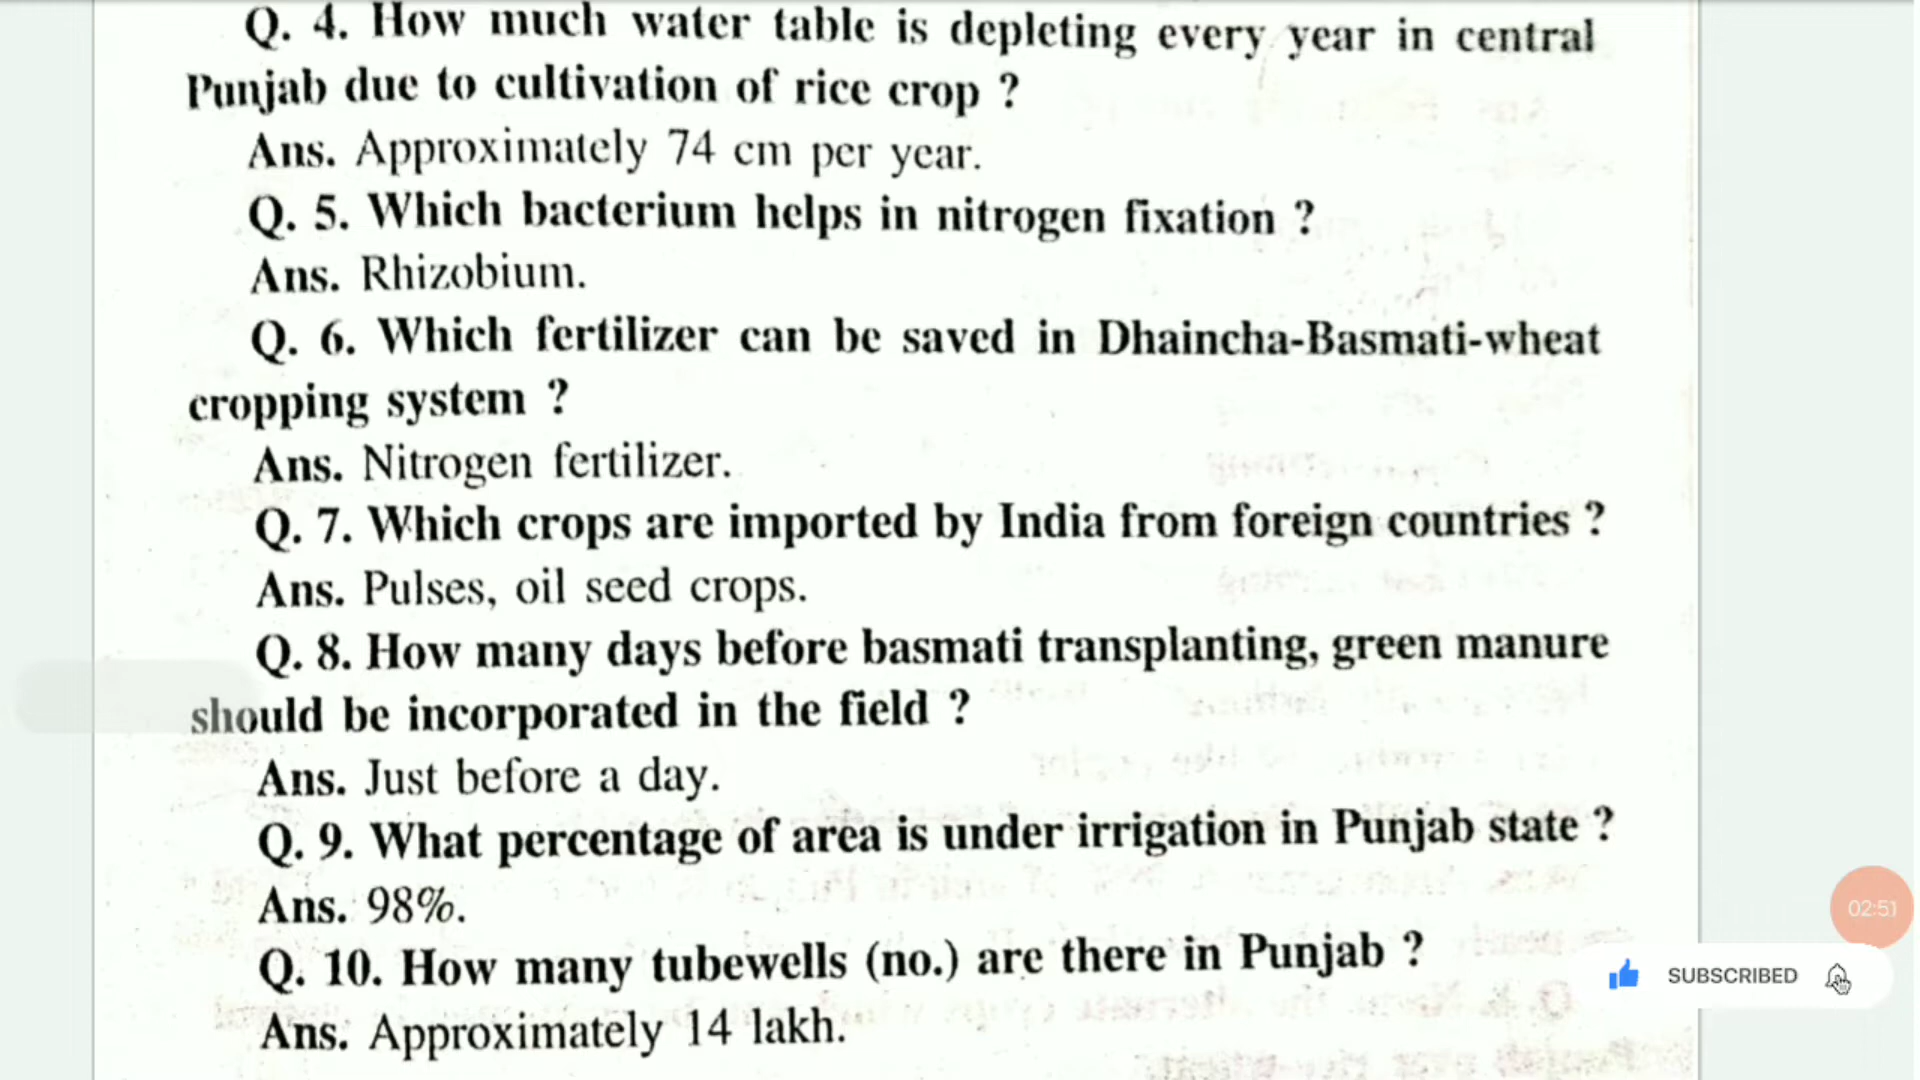 Q. 4. How much water table is depleting every year in central
Punjab due to cultivation of rice crop ?
Ans. Approximately 74 cm per year.
Q. 5. Which bacterium helps in nitrogen fixation ?
Ans. Rhizobium.
Q. 6. Which fertilizer can be saved in Dhaincha-Basmati-wheat
cropping system ?
Ans. Nitrogen fertilizer.
Q. 7. Which crops are imported by India from foreign countries ?
Ans. Pulses, oil seed crops.
Q. 8. How many days before basmati transplanting, green manure
should be incorporated in the field ?
Ans. Just before a day.
Q. 9. What percentage of area is under irrigation in Punjab state ?
Ans. 98%.
02:51
Q. 10. How many tubewells (no.) are there in Punjab ?
SUBSCRIBED
Ans. Approximately 14 lakh.